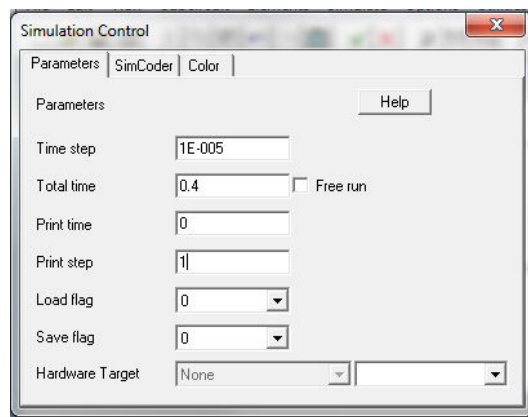 Simulation Control
Parameters SimCoder Color
Parameters Help
Time step 1E-005
Total time 0.4 Free run
Print time 0
Print step 1
Load flag 0
Save flag 0
Hardware Target None